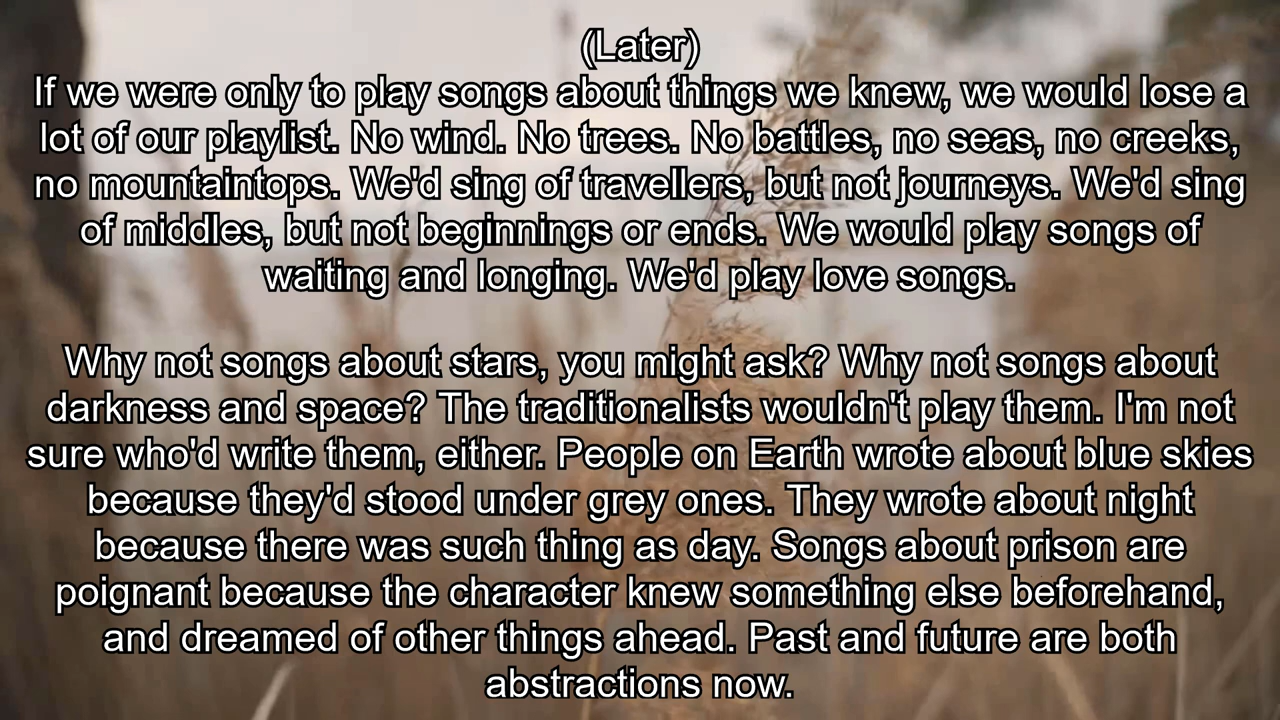 (Later)
If we were only to play songs about things we knew, we would lose a
lot of our playlist. No wind. No trees. No battles, no seas, no creeks,
no mountaintops. We'd sing of travellers, but not journeys. We'd sing
of middles, but not beginnings or ends. We would play songs of
waiting and longing. We'd play love songs.
Why not songs about stars, you might ask? Why not songs about
darkness and space? The traditionalists wouldn't play them. I'm not
sure who'd write them, either. People on Earth wrote about blue skies
because they'd stood under grey ones. They wrote about night
because there was such thing as day. Songs about prison are
poignant because the character knew something else beforehand,
and dreamed of other things ahead. Past and future are both
abstractions now.